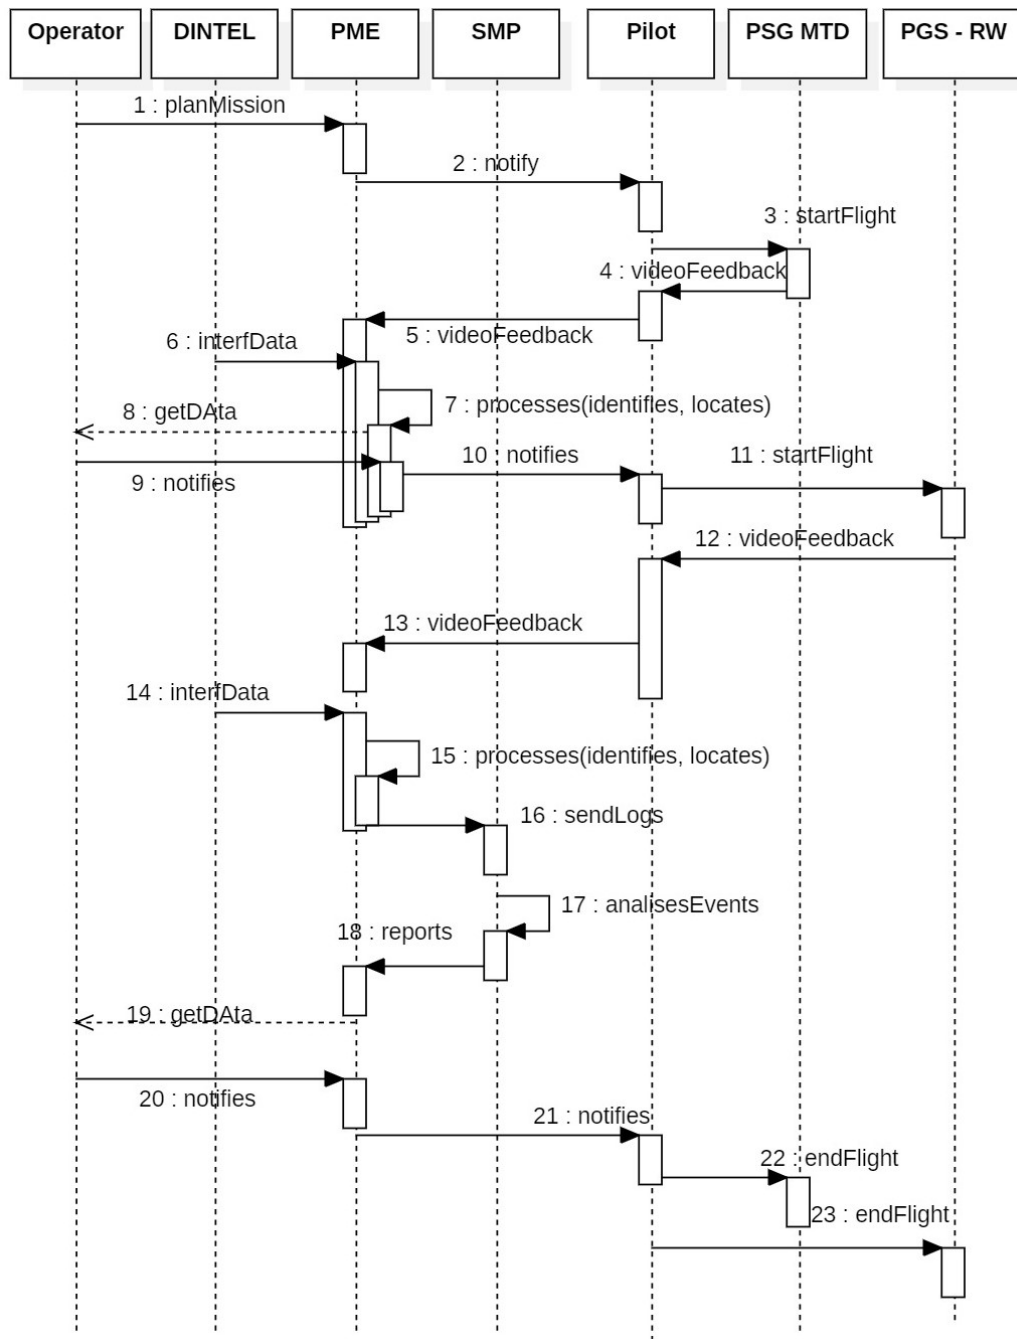 Operator DINTEL PME SMP Pilot PSG MTD PGS - RW
1 : planMission
2 : notify
3 : startFlight
4 : videoFeedback
5 : videoFeedback
6 : interfData
7 : processes(identifies, locates)
8 : getDAta
9 : notifies
10 : notifies
11 : startFlight
12 : videoFeedback
13 : videoFeedback
14 : interfData
15 : processes(identifies, locates)
16 : sendLogs
17 : analisesEvents
18 : reports
19 : getDAta
20 : notifies
21 : notifies
22 : endFlight
23 : endFlight